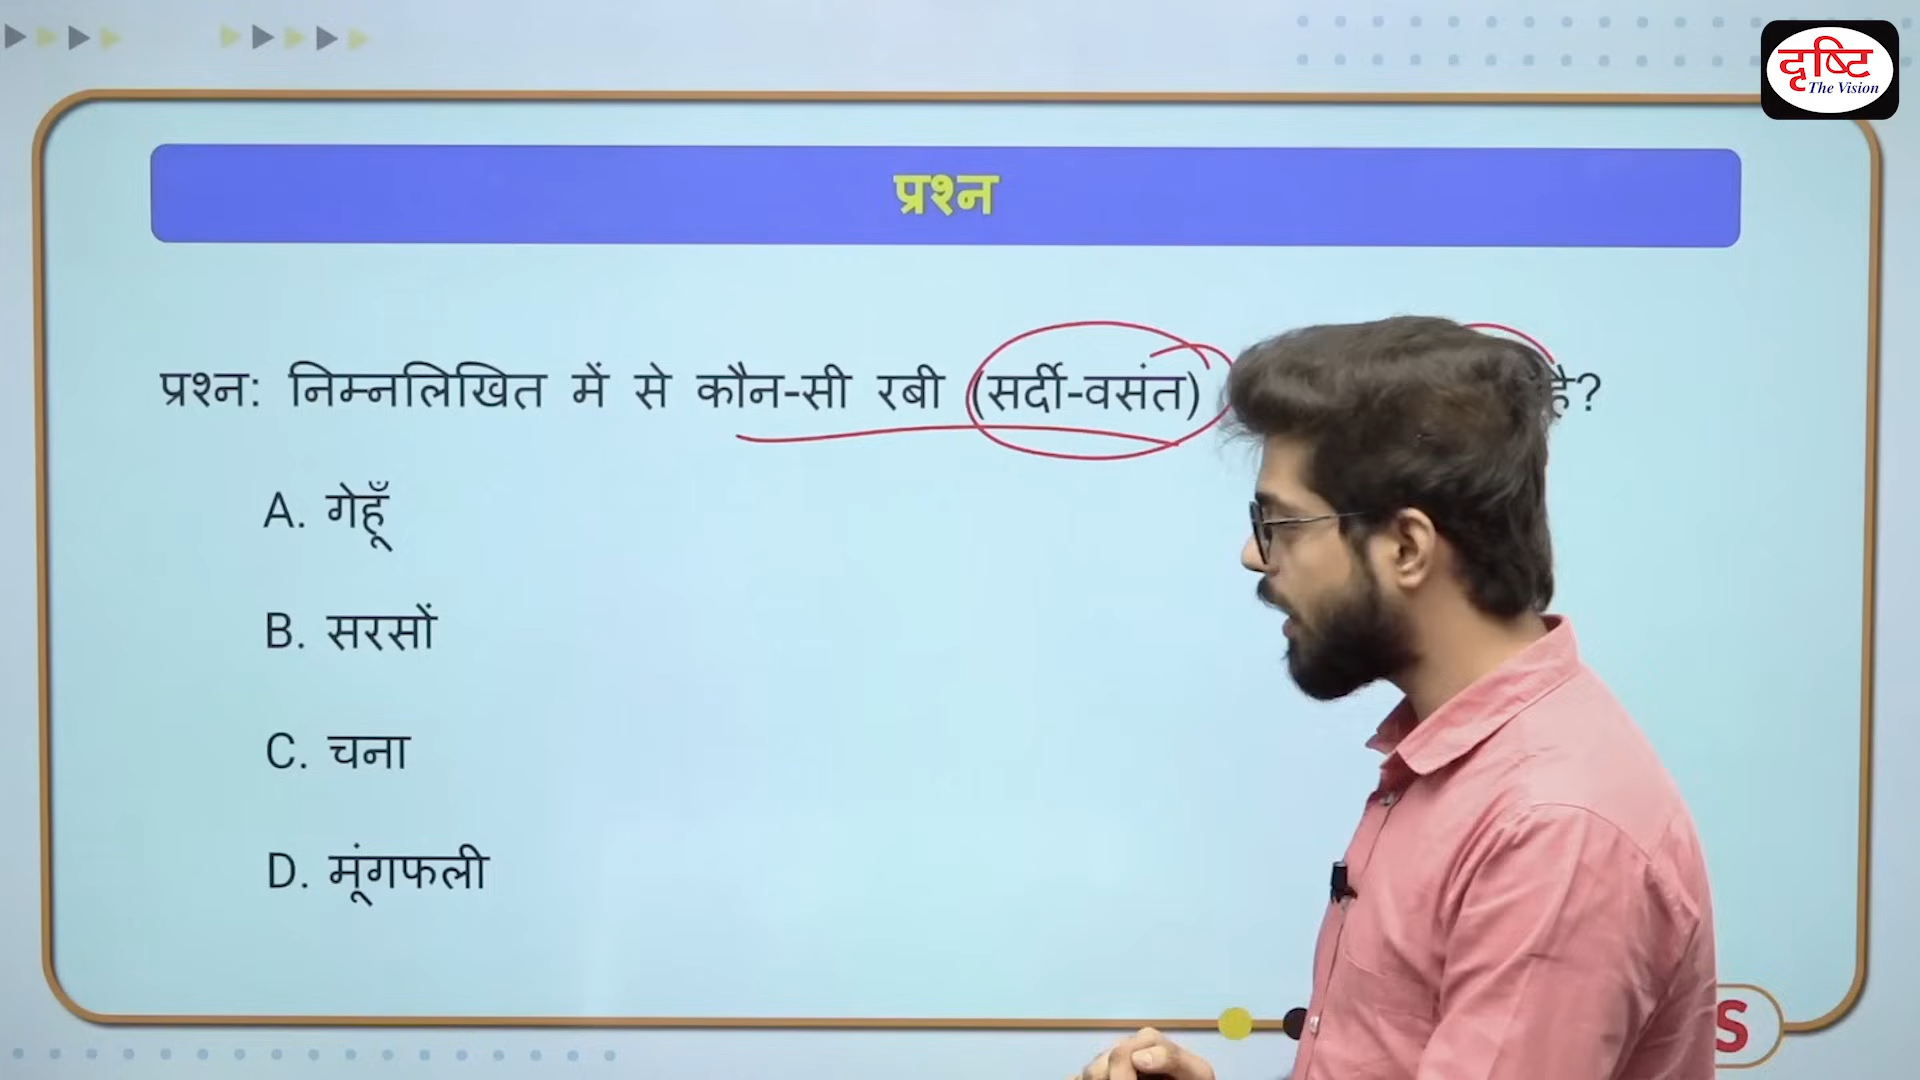 दृष्टि
The Vision
प्रश्न
प्रश्न: निम्नलिखित में से कौन-सी रबी (सर्दी-वसंत) है?
A. गेहूँ
B. सरसों
C. चना
D. मूंगफली
S